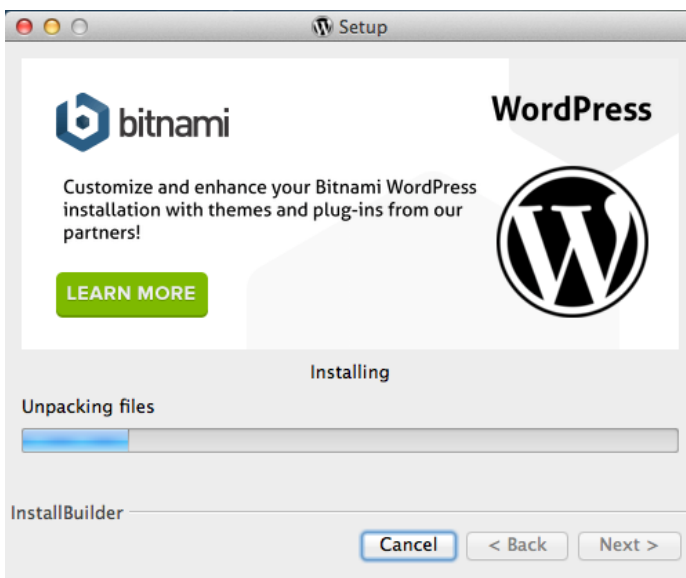 Setup
bitnami
WordPress
Customize and enhance your Bitnami WordPress
installation with themes and plug-ins from our
partners!
LEARN MORE
Installing
Unpacking files
InstallBuilder
Cancel
< Back
Next >